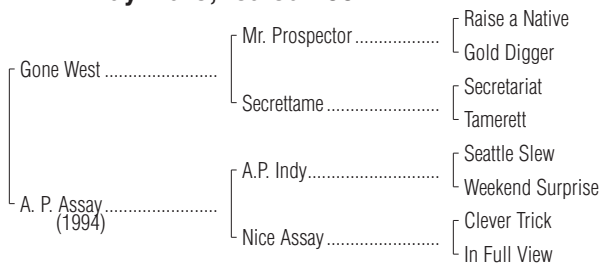 Raise a Native
Mr. Prospector
Gold Digger
Gone West
Secretariat
Secrettame
Tamerett
Seattle Slew
A.P. Indy
Weekend Surprise
A. P. Assay
(1994)
Clever Trick
Nice Assay
In Full View